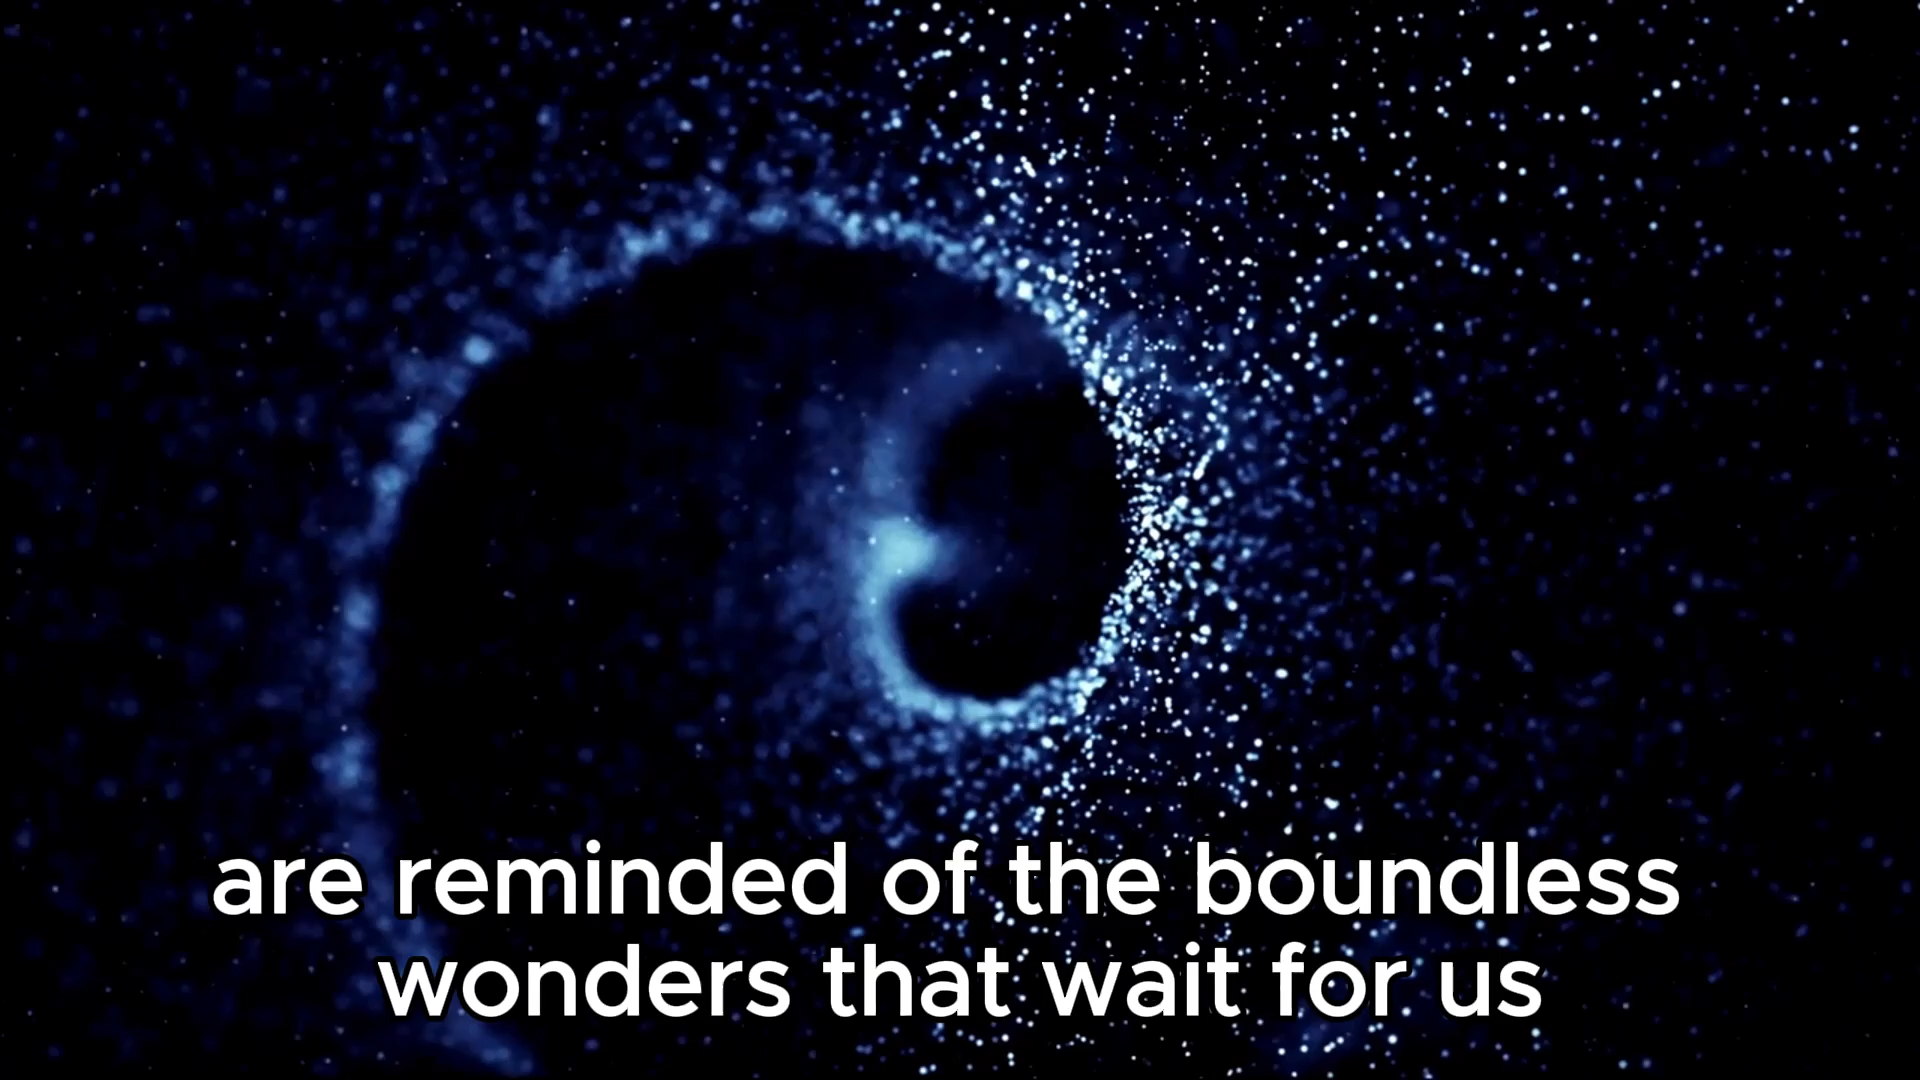 are reminded of the boundless
wonders that wait for us